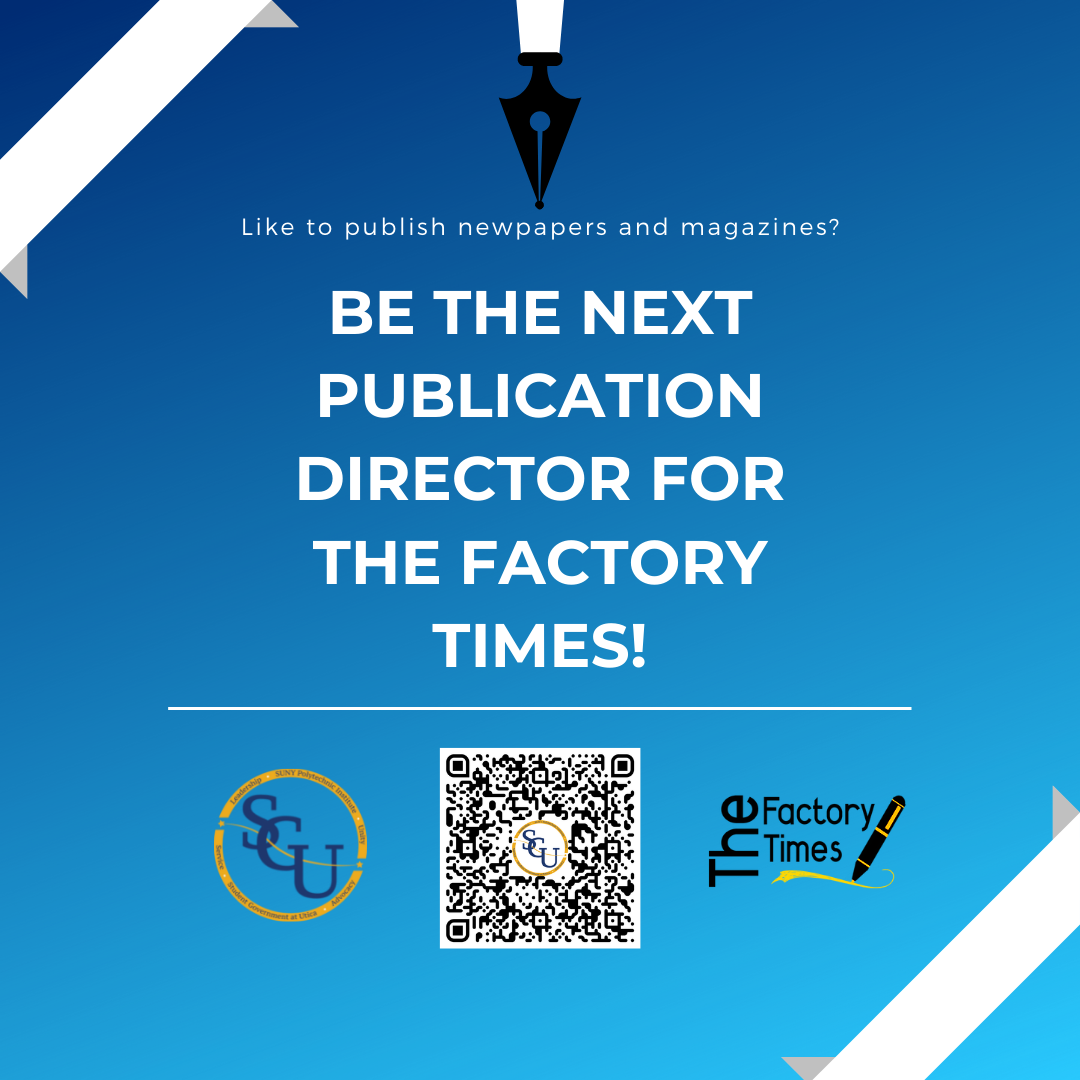 Like to publish newpapers and magazines?
BE THE NEXT
PUBLICATION
DIRECTOR FOR
THE FACTORY
TIMES!
Leadership • SUNY Polytechnic Institute • Unity
Service • Student Government at Utica • Advocacy
SGU
SGU
The
Factory
Times